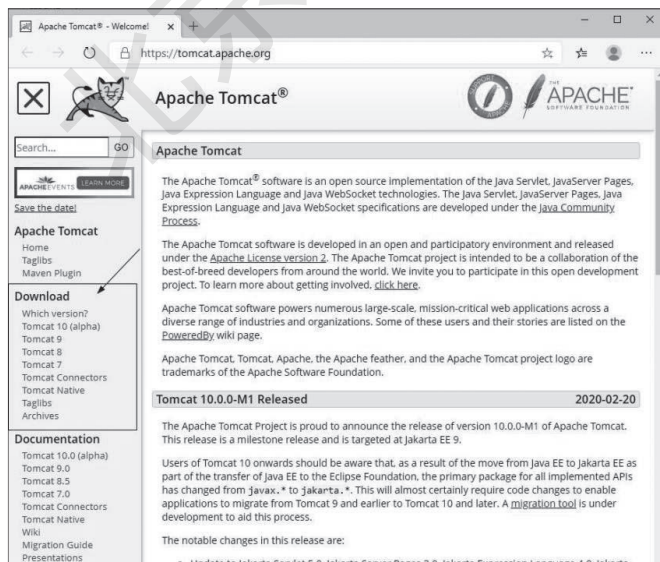 Apache Tomcat® - Welcome!
https://tomcat.apache.org
Apache Tomcat®
THE
APACHE®
SOFTWARE FOUNDATION
Search...
GO
APACHE EVENTS
LEARN MORE
Save the date!
Apache Tomcat
Home
Taglibs
Maven Plugin
Download
Which version?
Tomcat 10 (alpha)
Tomcat 9
Tomcat 8
Tomcat 7
Tomcat Connectors
Tomcat Native
Taglibs
Archives
Documentation
Tomcat 10.0 (alpha)
Tomcat 9.0
Tomcat 8.5
Tomcat 7.0
Tomcat Connectors
Tomcat Native
Wiki
Migration Guide
Presentations
Apache Tomcat
The Apache Tomcat® software is an open source implementation of the Java Servlet, JavaServer Pages,
Java Expression Language and Java WebSocket technologies. The Java Servlet, JavaServer Pages, Java
Expression Language and Java WebSocket specifications are developed under the Java Community
Process.
The Apache Tomcat software is developed in an open and participatory environment and released
under the Apache License version 2. The Apache Tomcat project is intended to be a collaboration of the
best-of-breed developers from around the world. We invite you to participate in this open development
project. To learn more about getting involved, click here.
Apache Tomcat software powers numerous large-scale, mission-critical web applications across a
diverse range of industries and organizations. Some of these users and their stories are listed on the
PoweredBy wiki page.
Apache Tomcat, Tomcat, Apache, the Apache feather, and the Apache Tomcat project logo are
trademarks of the Apache Software Foundation.
Tomcat 10.0.0-M1 Released
2020-02-20
The Apache Tomcat Project is proud to announce the release of version 10.0.0-M1 of Apache Tomcat.
This release is a milestone release and is targeted at Jakarta EE 9.
Users of Tomcat 10 onwards should be aware that, as a result of the move from Java EE to Jakarta EE as
part of the transfer of Java EE to the Eclipse Foundation, the primary package for all implemented APIs
has changed from javax.* to jakarta.*. This will almost certainly require code changes to enable
applications to migrate from Tomcat 9 and earlier to Tomcat 10 and later. A migration tool is under
development to aid this process.
The notable changes in this release are: